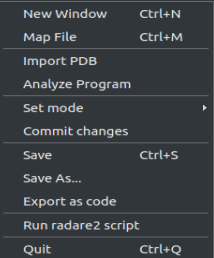 New Window Ctrl+N
Map File Ctrl+M
Import PDB
Analyze Program
Set mode
Commit changes
Save Ctrl+S
Save As...
Export as code
Run radare2 script
Quit Ctrl+Q